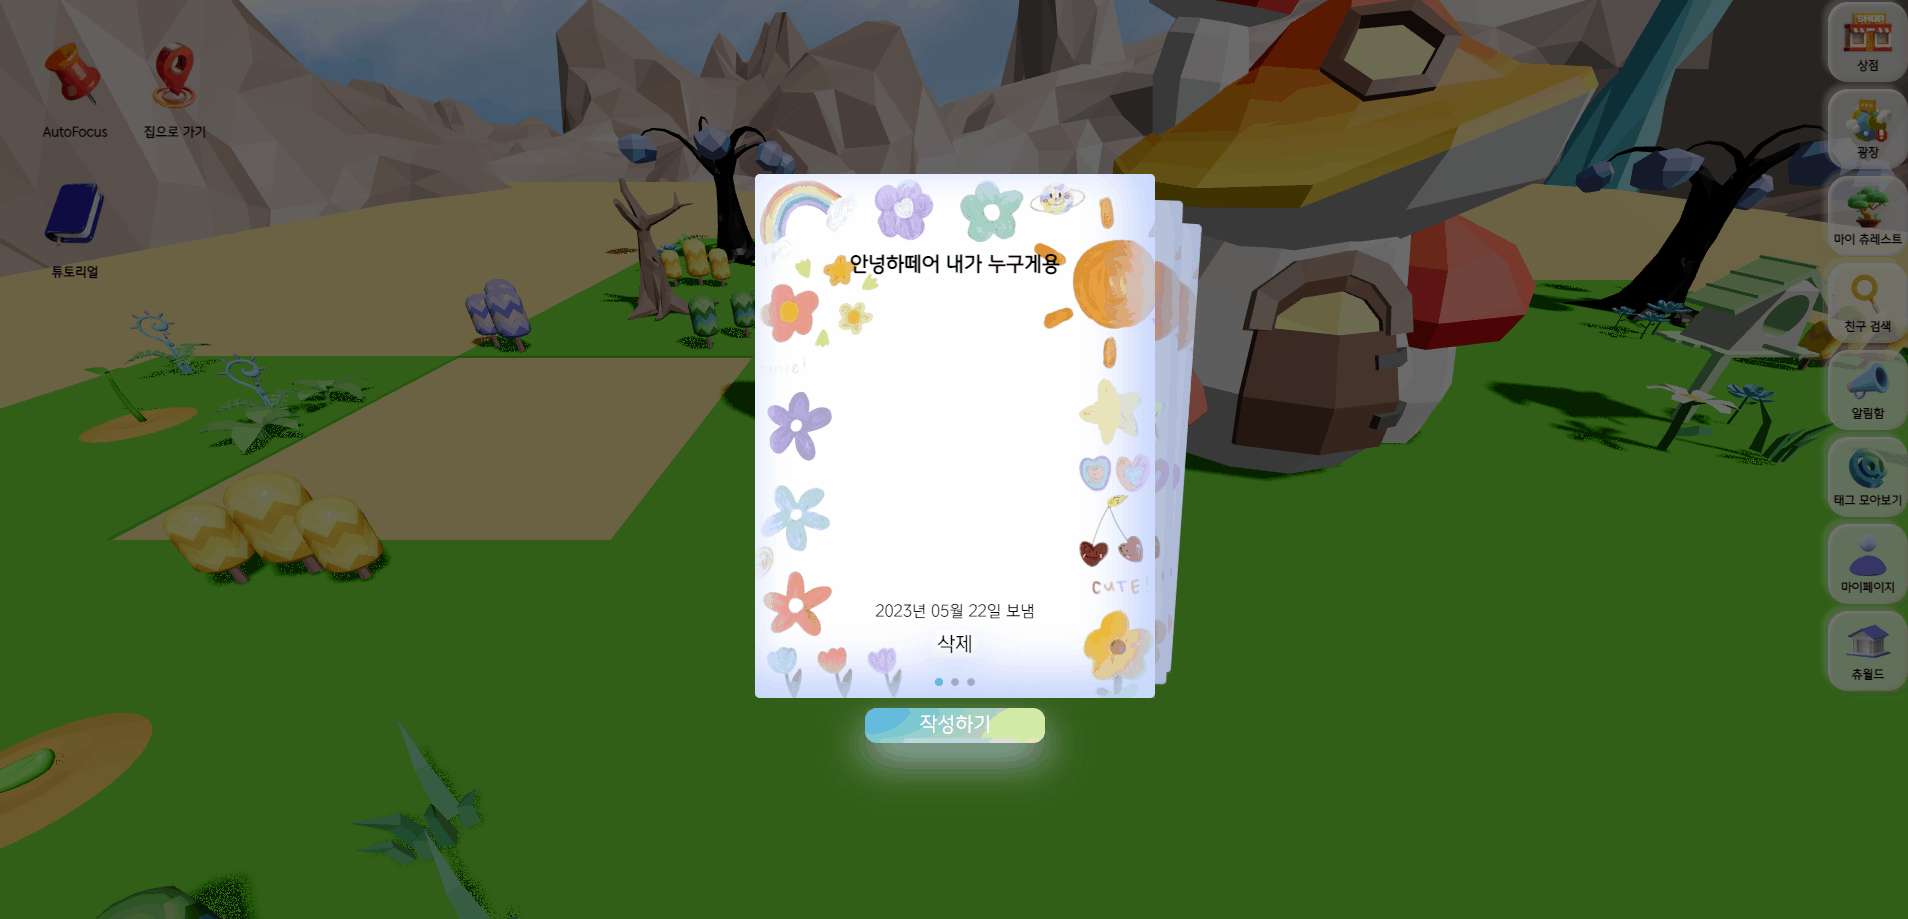 AutoFocus
집으로 가기
튜토리얼
안넝하떼어 내가 누구게용
2023년 05월 22일 보냄
삭제
CUTE!
작성하기
SHOP
상점
광장
마이 츄레스트
친구 검색
알림함
태그 모아보기
마이페이지
츄월드